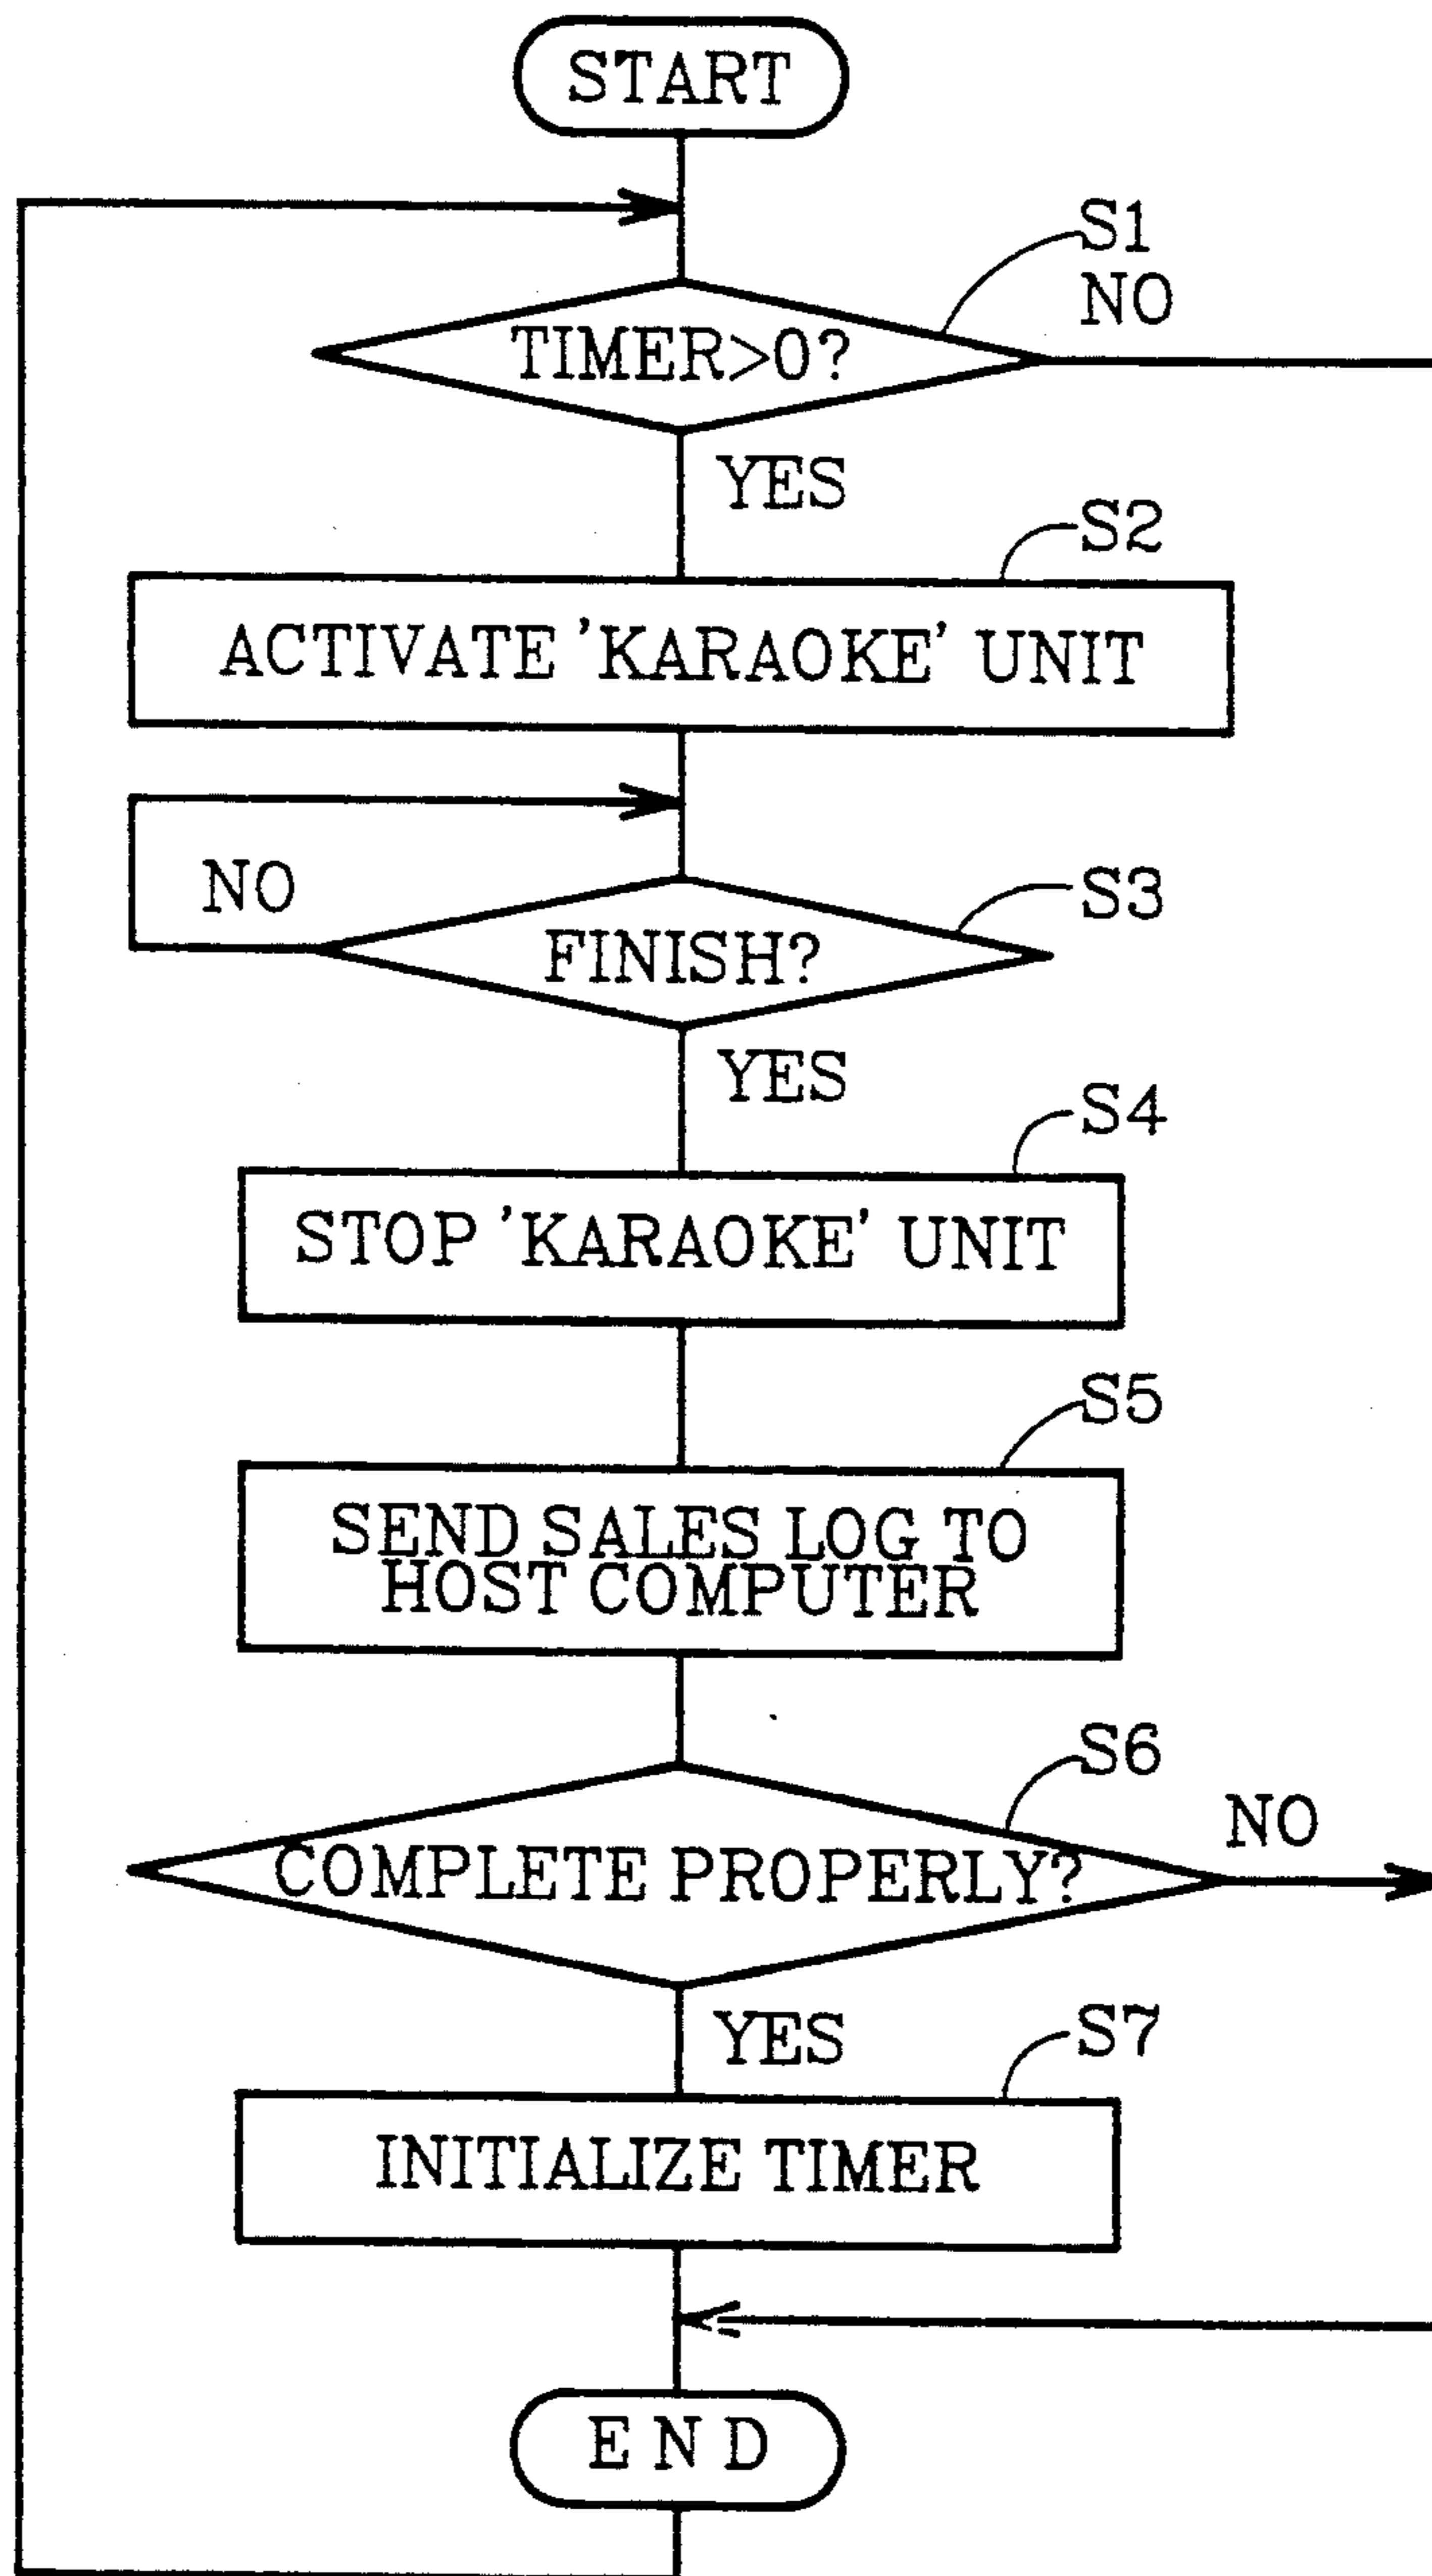 START
S1
NO
TIMER>0?
YES
S2
ACTIVATE 'KARAOKE' UNIT
NO
S3
FINISH?
YES
S4
STOP 'KARAOKE' UNIT
S5
SEND SALES LOG TO
HOST COMPUTER
S6
NO
COMPLETE PROPERLY?
YES
S7
INITIALIZE TIMER
END